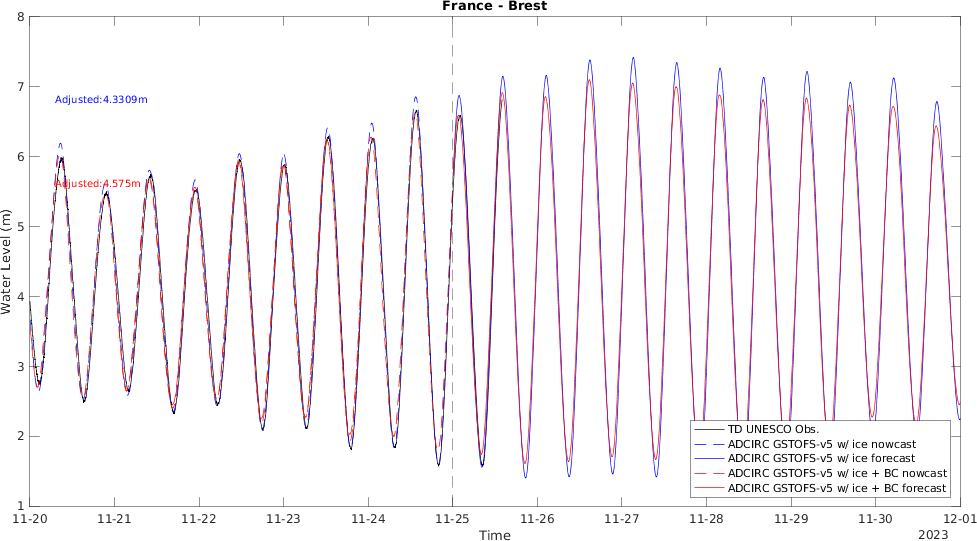 France - Brest
8
7
6
5
4
3
2
1
Water Level (m)
Adjusted:4.3309m
Adjusted:4.575m
TD UNESCO Obs.
ADCIRC GSTOFS-v5 w/ ice nowcast
ADCIRC GSTOFS-v5 w/ ice forecast
ADCIRC GSTOFS-v5 w/ ice + BC nowcast
ADCIRC GSTOFS-v5 w/ ice + BC forecast
11-20 11-21 11-22 11-23 11-24 11-25 11-26 11-27 11-28 11-29 11-30 12-01
Time
2023